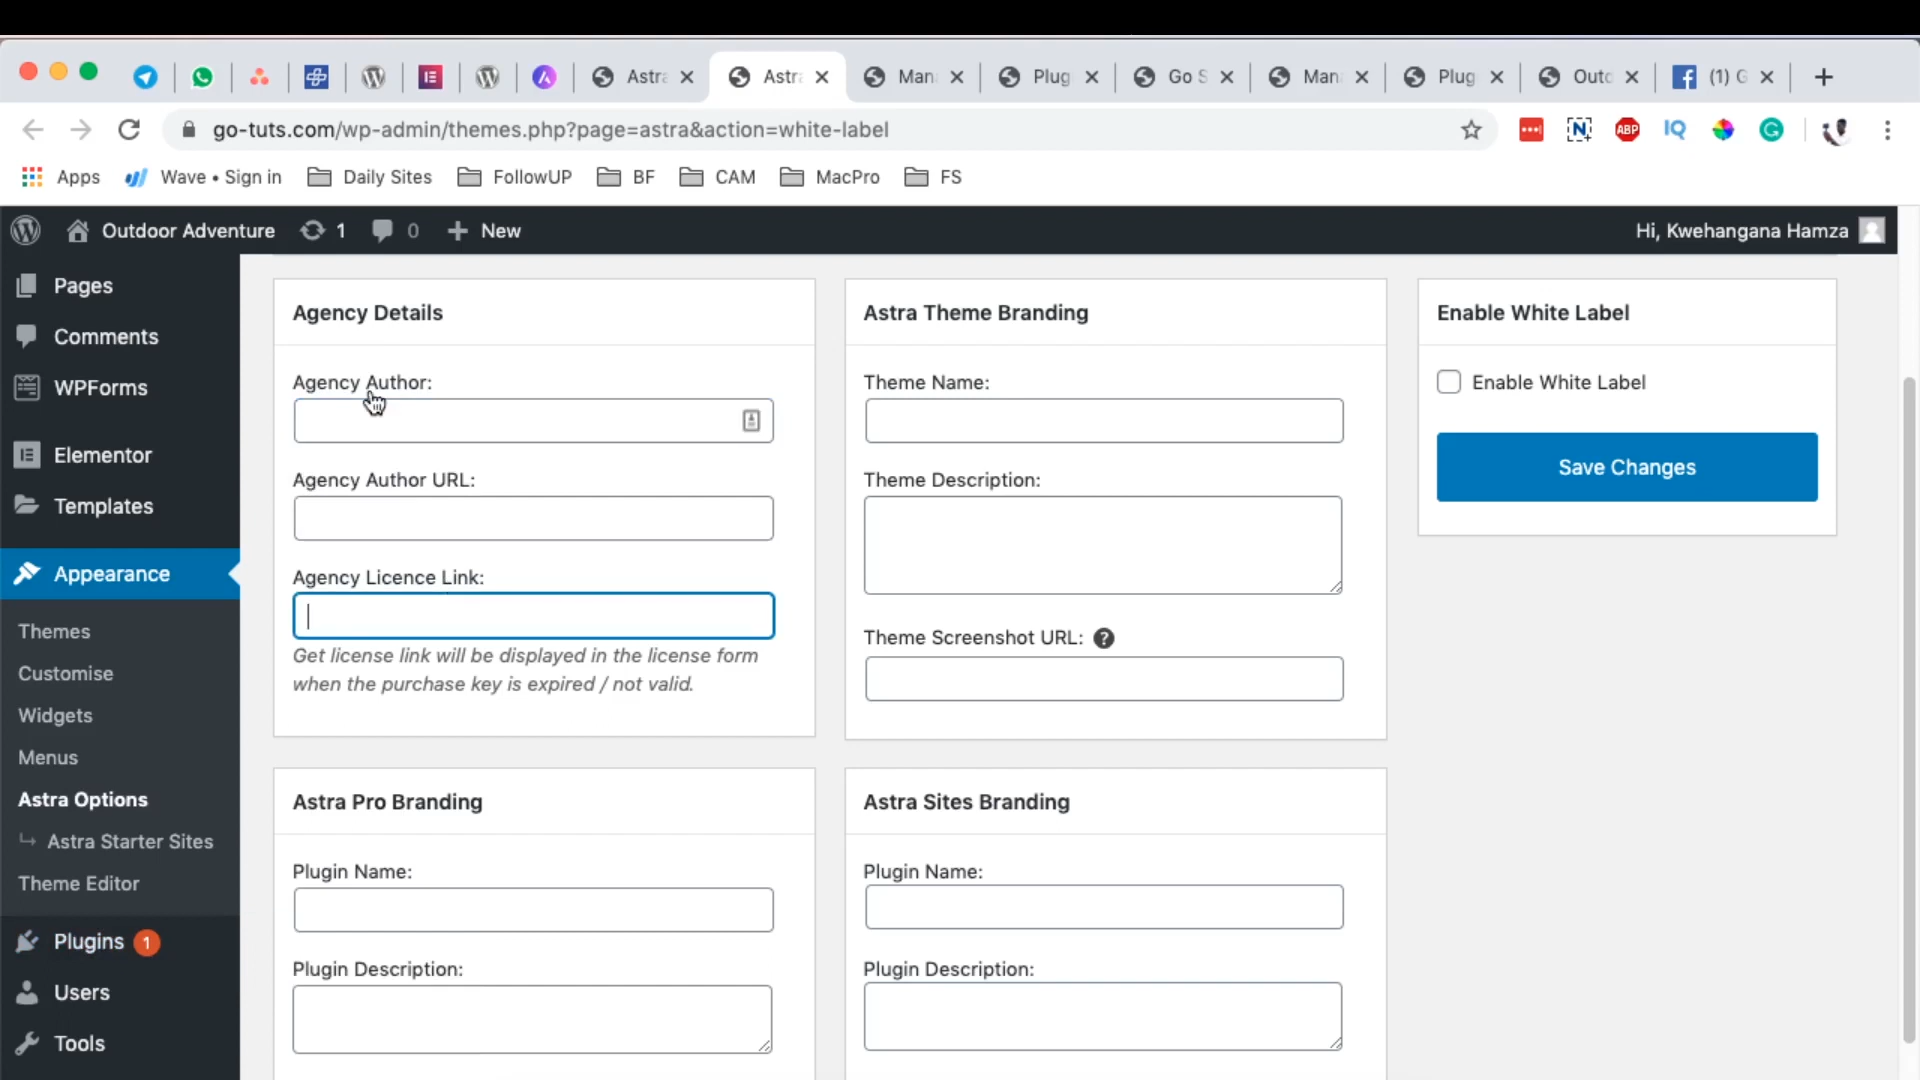 Astra
Astra
Man
Plug
Go S
Man
Plug
Outd
(1) G
go-tuts.com/wp-admin/themes.php?page=astra&action=white-label
ABP
IQ
Apps
Wave • Sign in
Daily Sites
FollowUP
BF
CAM
MacPro
FS
Outdoor Adventure
1
0
New
Hi, Kwehangana Hamza
Pages
Comments
WPForms
Elementor
Templates
Appearance
Themes
Customise
Widgets
Menus
Astra Options
Astra Starter Sites
Theme Editor
Plugins 1
Users
Tools
Agency Details
Agency Author:
Agency Author URL:
Agency Licence Link:
Get license link will be displayed in the license form
when the purchase key is expired / not valid.
Astra Theme Branding
Theme Name:
Theme Description:
Theme Screenshot URL: ?
Enable White Label
Enable White Label
Save Changes
Astra Pro Branding
Plugin Name:
Plugin Description:
Astra Sites Branding
Plugin Name:
Plugin Description: